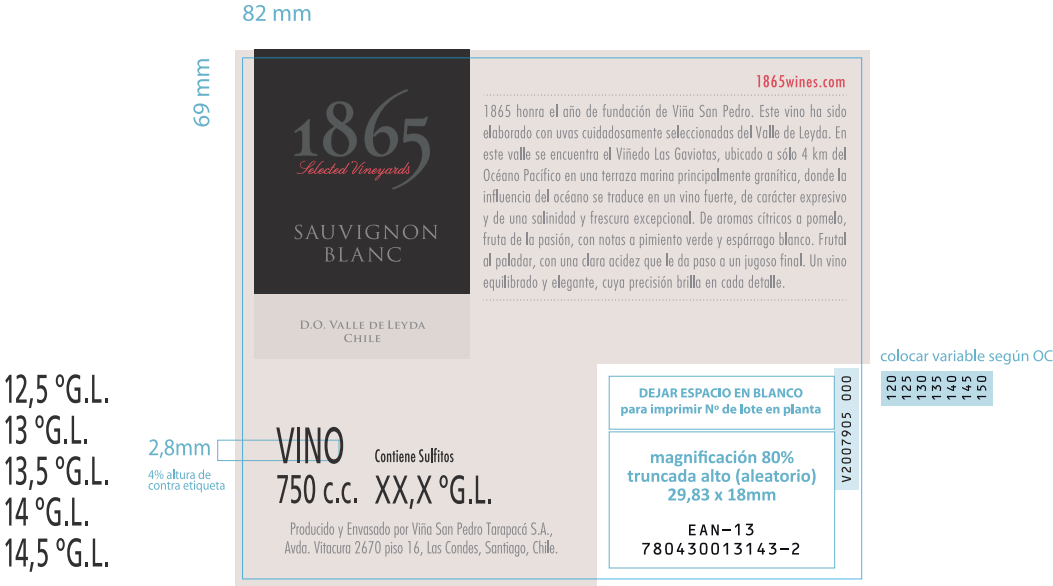 82 mm
69 mm
1865
Selected Vineyards
SAUVIGNON
BLANC
D.O. VALLE DE LEYDA
CHILE
1865wines.com
1865 honra el año de fundación de Viña San Pedro. Este vino ha sido
elaborado con uvas cuidadosamente seleccionadas del Valle de Leyda. En
este valle se encuentra el Viñedo Las Gaviotas, ubicado a sólo 4 km del
Océano Pacífico en una terraza marina principalmente granítica, donde la
influencia del océano se traduce en un vino fuerte, de carácter expresivo
y de una salinidad y frescura excepcional. De aromas cítricos a pomelo,
fruta de la pasión, con notas a pimiento verde y espárrago blanco. Frutal
al paladar, con una clara acidez que le da paso a un jugoso final. Un vino
equilibrado y elegante, cuya precisión brilla en cada detalle.
12,5 °G.L.
13 °G.L.
13,5 °G.L.
14 °G.L.
14,5 °G.L.
2,8mm
4% altura de
contra etiqueta
VINO
Contiene Sulfitos
750 c.c. XX,X °G.L.
Producido y Envasado por Viña San Pedro Tarapacá S.A.,
Avda. Vitacura 2670 piso 16, Las Condes, Santiago, Chile.
DEJAR ESPACIO EN BLANCO
para imprimir Nº de lote en planta
magnificación 80%
truncada alto (aleatorio)
29,83 x 18mm
EAN-13
780430013143-2
V2007905 000
colocar variable según OC
120
125
130
135
140
145
150